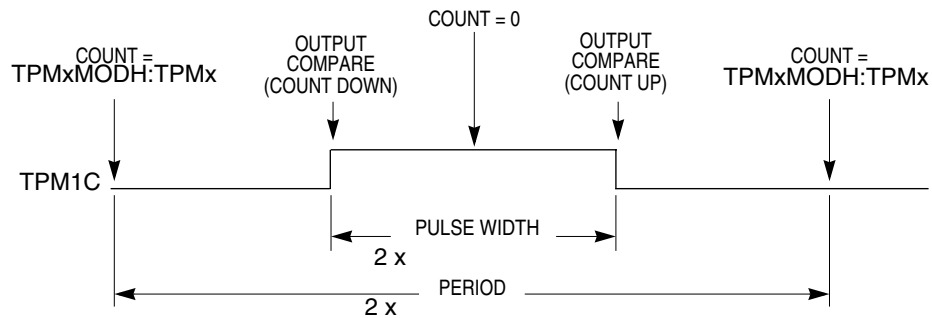 COUNT = 0
COUNT =
TPMxMODH:TPMx
OUTPUT
COMPARE
(COUNT DOWN)
OUTPUT
COMPARE
(COUNT UP)
COUNT =
TPMxMODH:TPMx
TPM1C
PULSE WIDTH
2 x
PERIOD
2 x